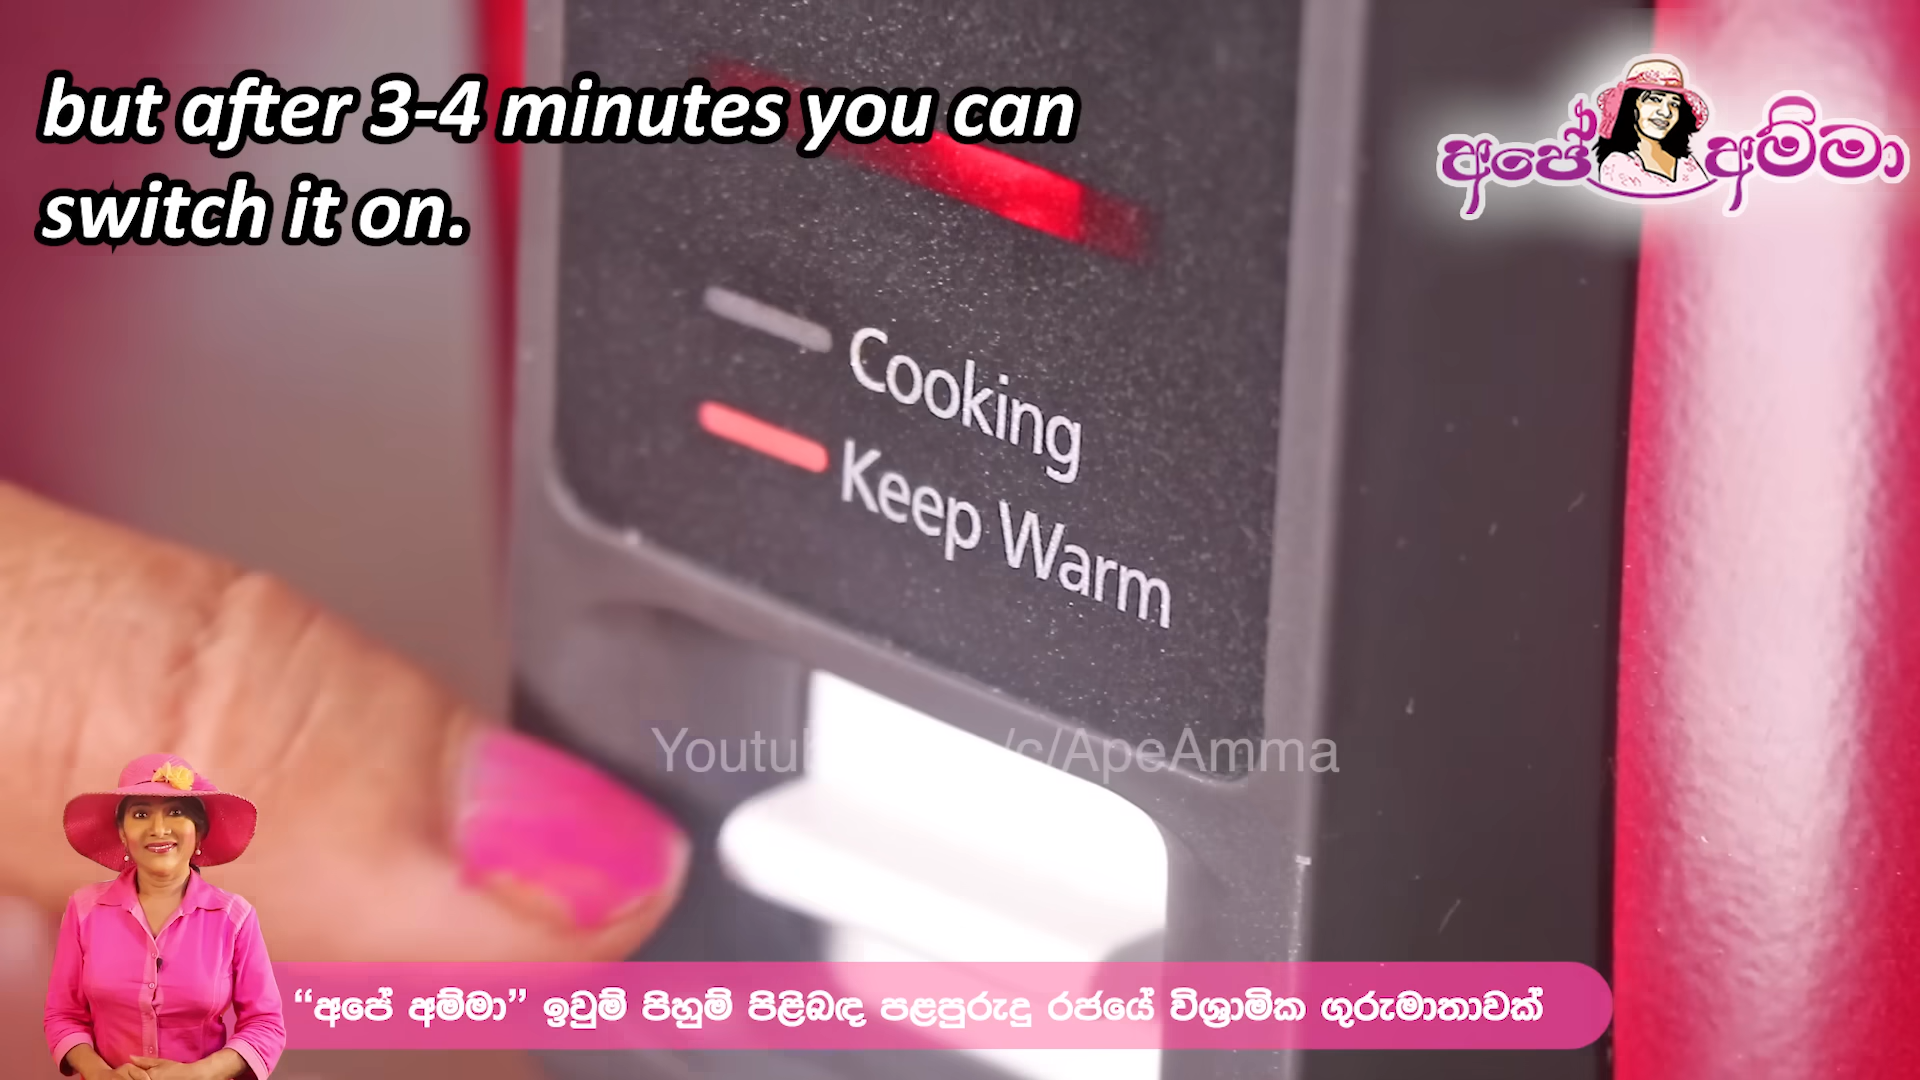 but after 3-4 minutes you can
switch it on.
අපේ අම්මා
Cooking
Keep Warm
/c/ApeAmma
“අපේ අම්මා” ඉවුම් පිහුම් පිළිබඳ පළපුරුදු රජයේ විශ්‍රාමික ගුරුමාතාවක්